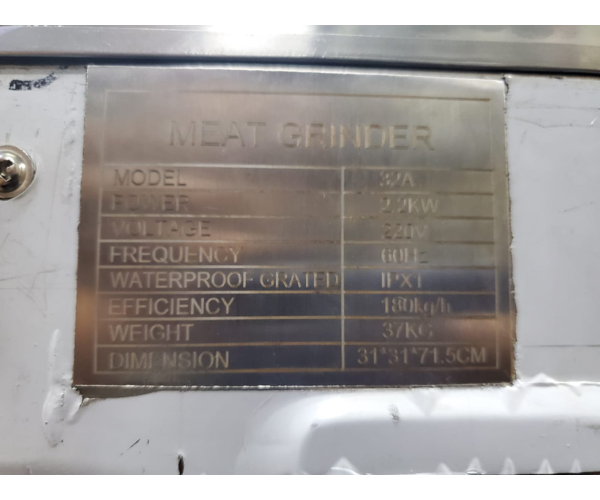 MEAT GRINDER
MODEL 32A
POWER 2.2KW
VOLTAGE 220V
FREQUENCY 60HZ
WATERPROOF GRATED IPX1
EFFICIENCY 180kg/h
WEIGHT 37KG
DIMENSION 31*31*71.5CM